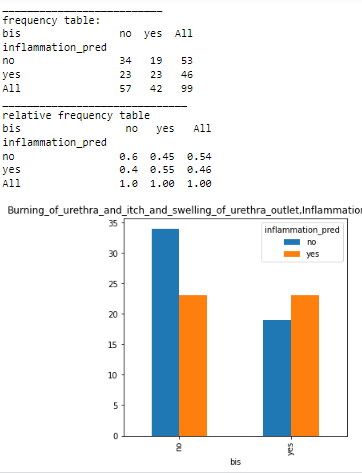 frequency table:
bis no yes All
inflammation_pred
no 34 19 53
yes 23 23 46
All 57 42 99
relative frequency table
bis no yes All
inflammation_pred
no 0.6 0.45 0.54
yes 0.4 0.55 0.46
All 1.0 1.00 1.00
Burning_of_urethra_and_itch_and_swelling_of_urethra_outlet,Inflammation
35
30
25
20
15
10
5
0
inflammation_pred
no
yes
no
yes
bis